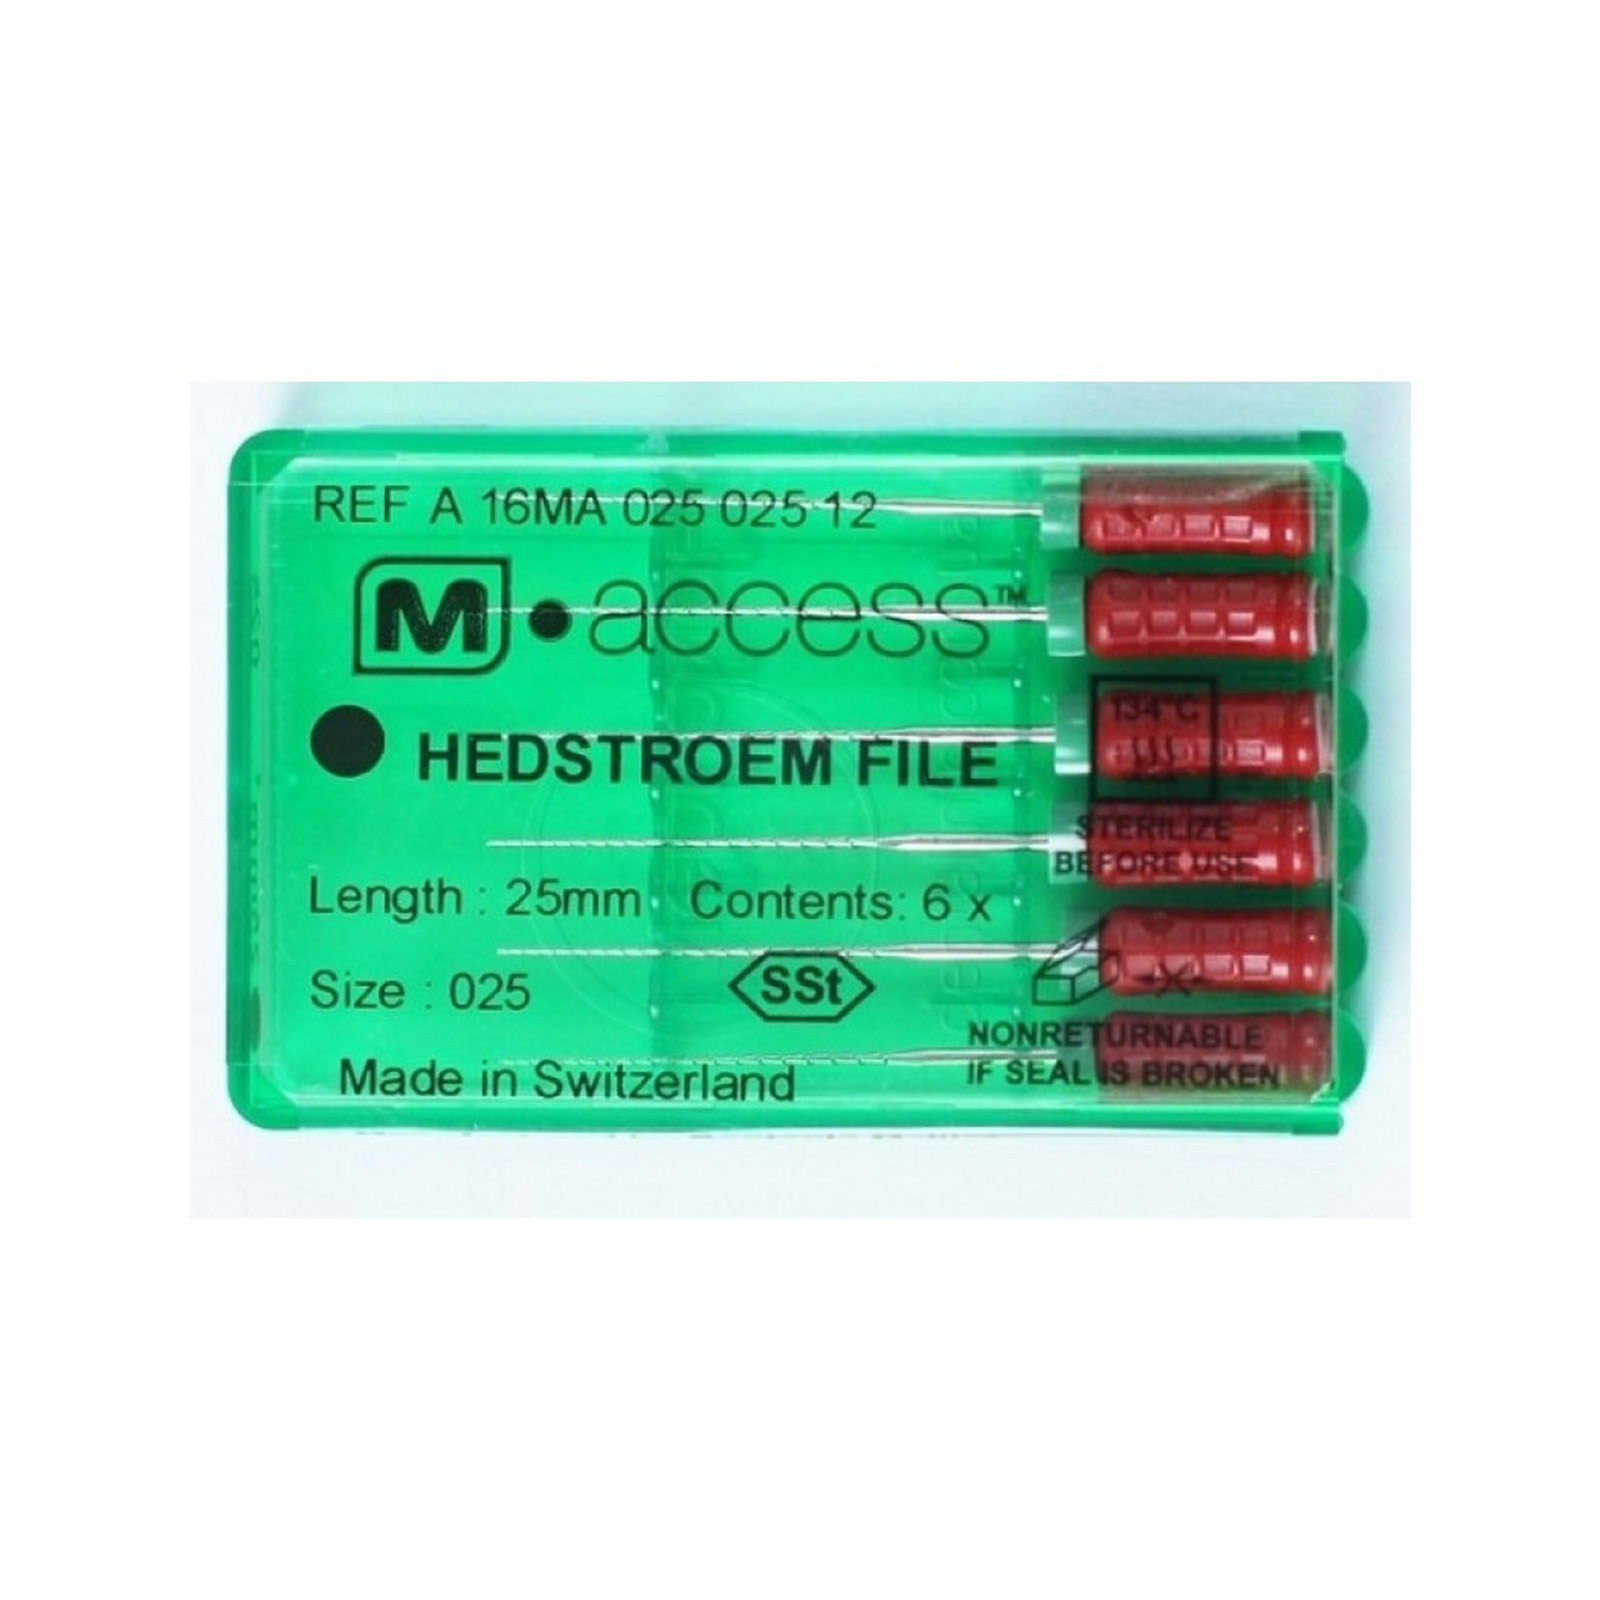 REF A 16MA 025 025 12
M·access™
HEDSTROEM FILE
134°C
STERILIZE
BEFORE USE
Length : 25mm Contents: 6 x
Size : 025
SSt
NONRETURNABLE
IF SEAL IS BROKEN
Made in Switzerland